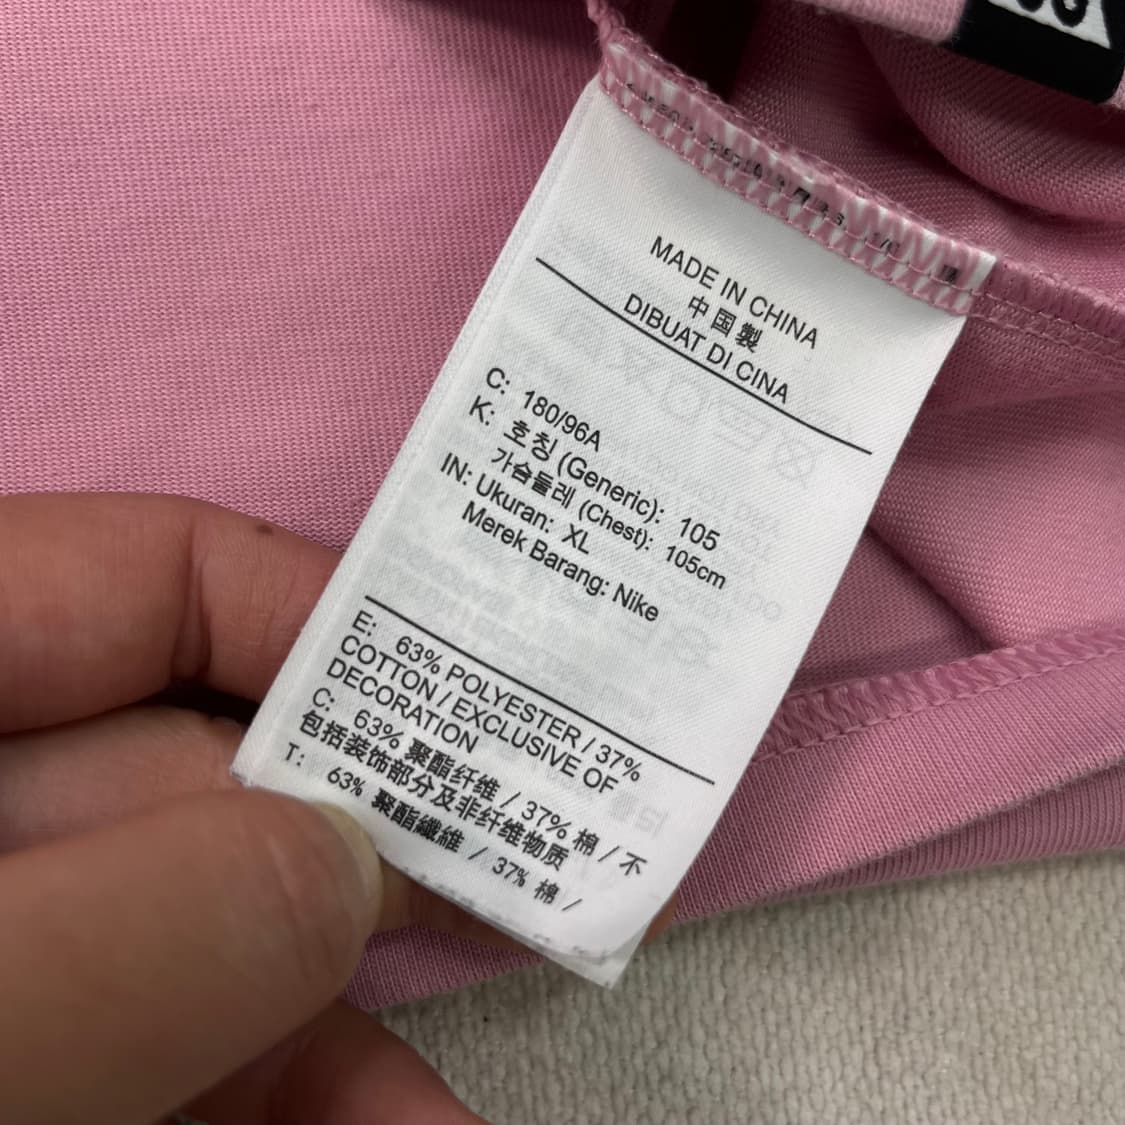 MADE IN CHINA
中国製
DIBUAT DI CINA
C: 180/96A
K: 호칭 (Generic): 105
가슴둘레 (Chest): 105cm
IN: Ukuran: XL
Merek Barang: Nike
E: 63% POLYESTER / 37%
COTTON / EXCLUSIVE OF
DECORATION
C: 63% 聚酯纤维 / 37% 棉 / 不
包括装饰部分及非纤维物质
T: 63% 聚酯纖維 / 37% 棉 /